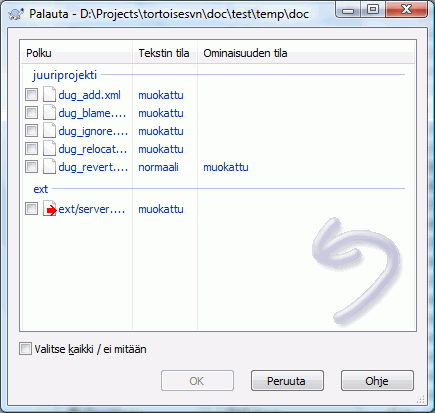 Palauta - D:\Projects\tortoisesvn\doc\test\temp\doc
Polku Tekstin tila Ominaisuuden tila
juuriprojekti
dug_add.xml muokattu
dug_blame.... muokattu
dug_ignore.... muokattu
dug_relocat... muokattu
dug_revert.... normaali muokattu
ext
ext/server.... muokattu
Valitse kaikki / ei mitään
OK Peruuta Ohje